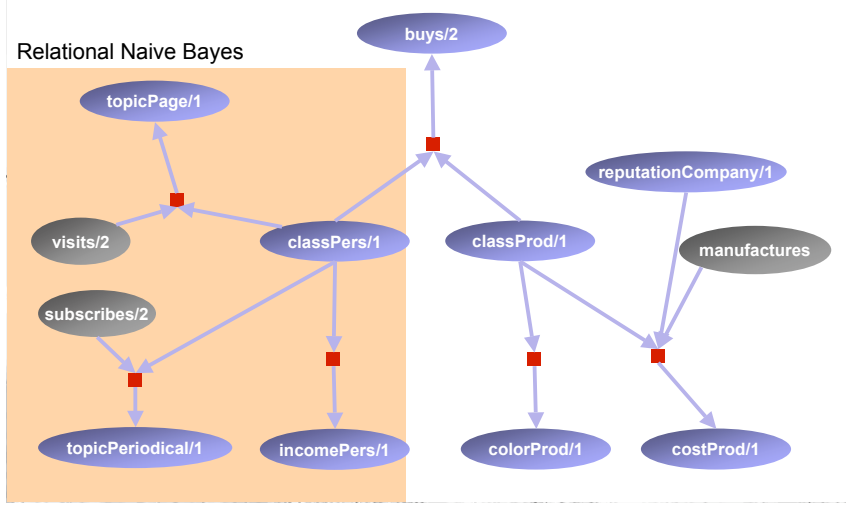 buys/2
Relational Naive Bayes
topicPage/1
reputationCompany/1
visits/2
classPers/1
classProd/1
manufactures
subscribes/2
topicPeriodical/1
incomePers/1
colorProd/1
costProd/1